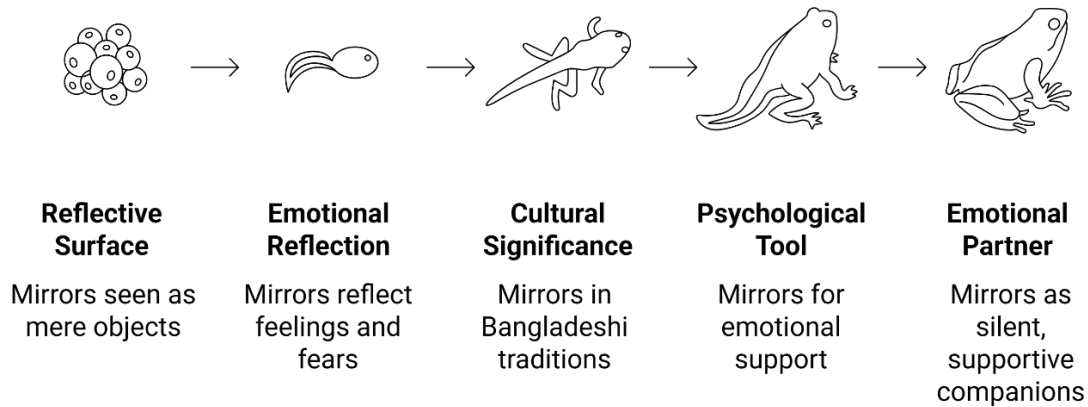 Reflective
Surface
Mirrors seen as
mere objects
Emotional
Reflection
Mirrors reflect
feelings and
fears
Cultural
Significance
Mirrors in
Bangladeshi
traditions
Psychological
Tool
Mirrors for
emotional
support
Emotional
Partner
Mirrors as
silent,
supportive
companions